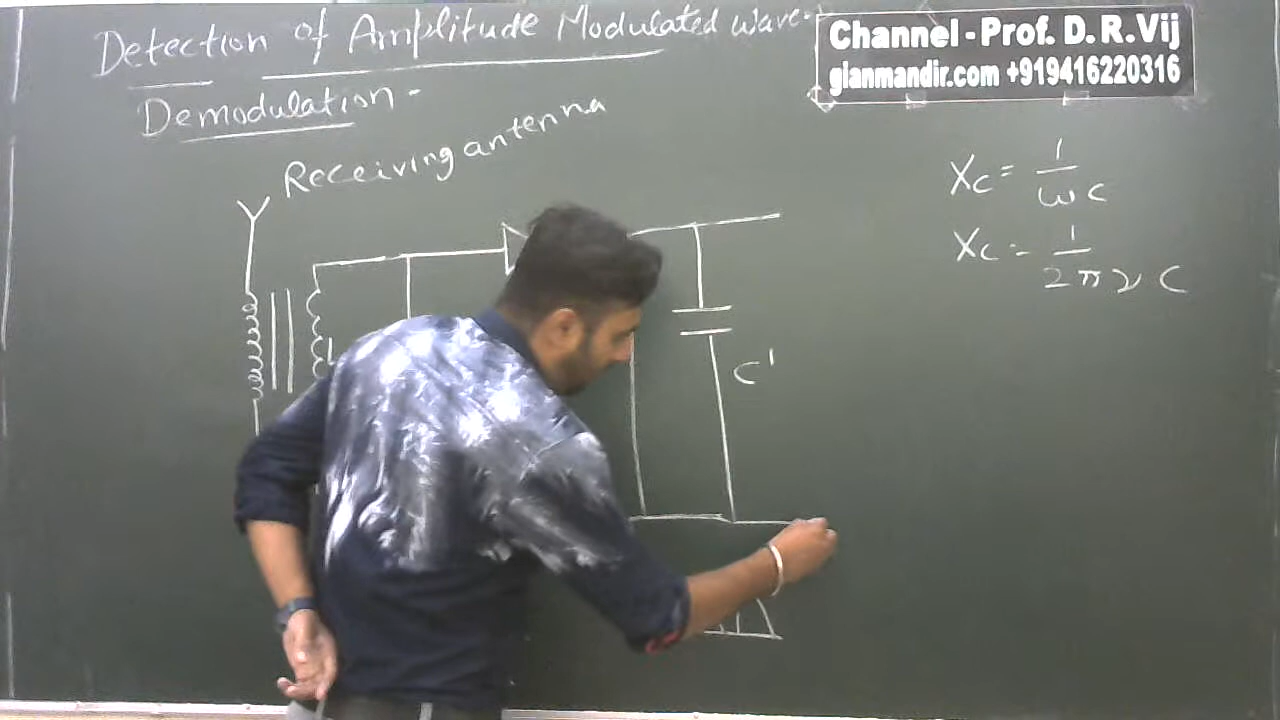 Detection of Amplitude Modulated wave-
Channel - Prof. D. R. Vij
gianmandir.com +919416220316
Demodulation -
Receiving antenna
Xc = 1/ωc
Xc = 1/2πνC
C'